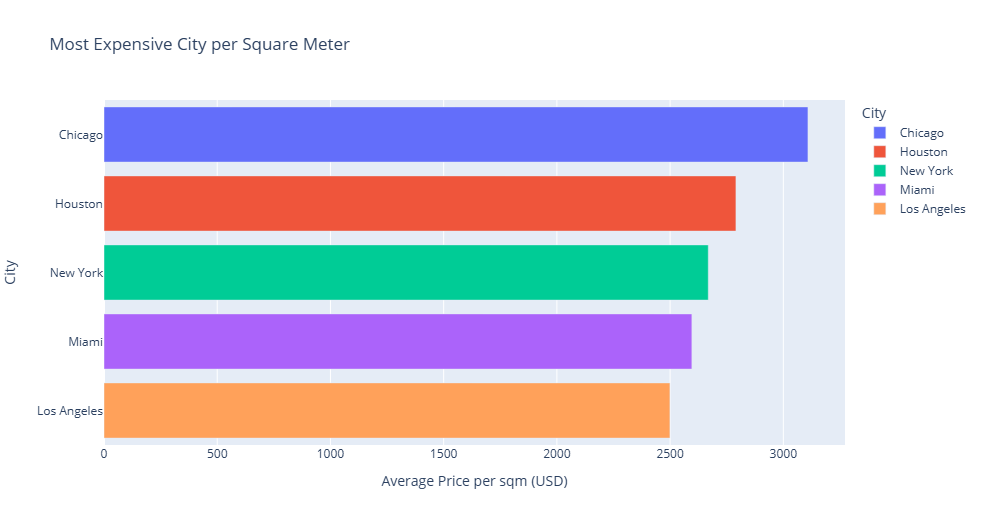 Most Expensive City per Square Meter
City
Chicago
Houston
New York
Miami
Los Angeles
0 500 1000 1500 2000 2500 3000
Average Price per sqm (USD)
City
Chicago
Houston
New York
Miami
Los Angeles